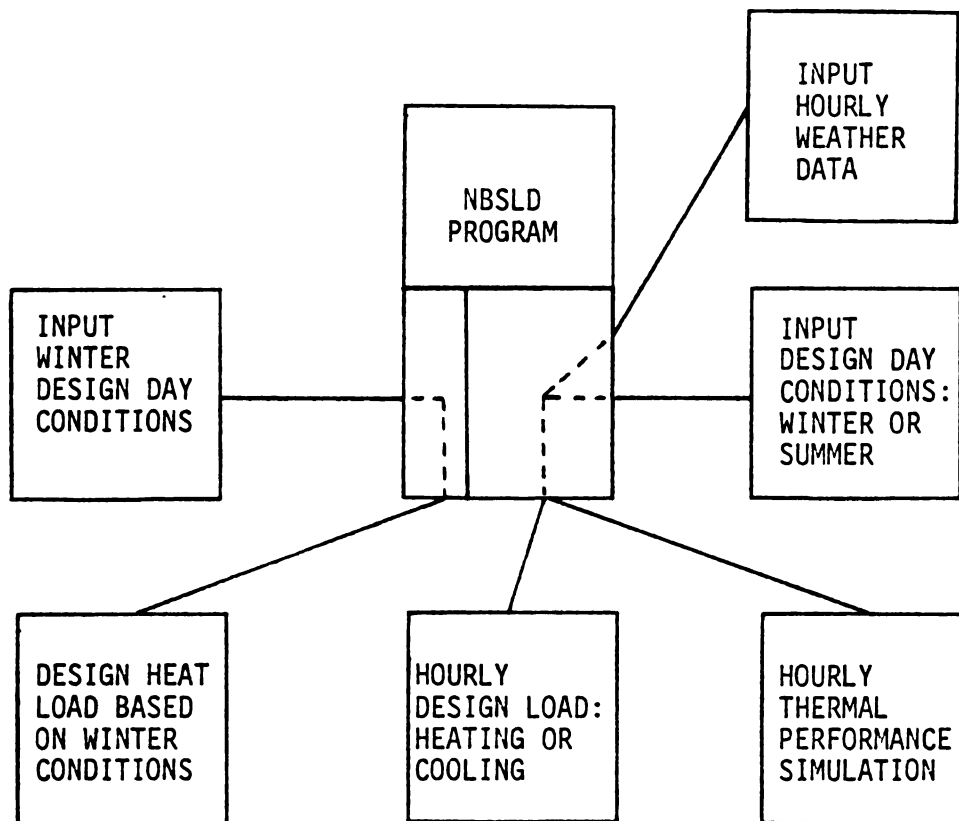 INPUT
HOURLY
WEATHER
DATA
NBSLD
PROGRAM
INPUT
WINTER
DESIGN DAY
CONDITIONS
INPUT
DESIGN DAY
CONDITIONS:
WINTER OR
SUMMER
DESIGN HEAT
LOAD BASED
ON WINTER
CONDITIONS
HOURLY
DESIGN LOAD:
HEATING OR
COOLING
HOURLY
THERMAL
PERFORMANCE
SIMULATION